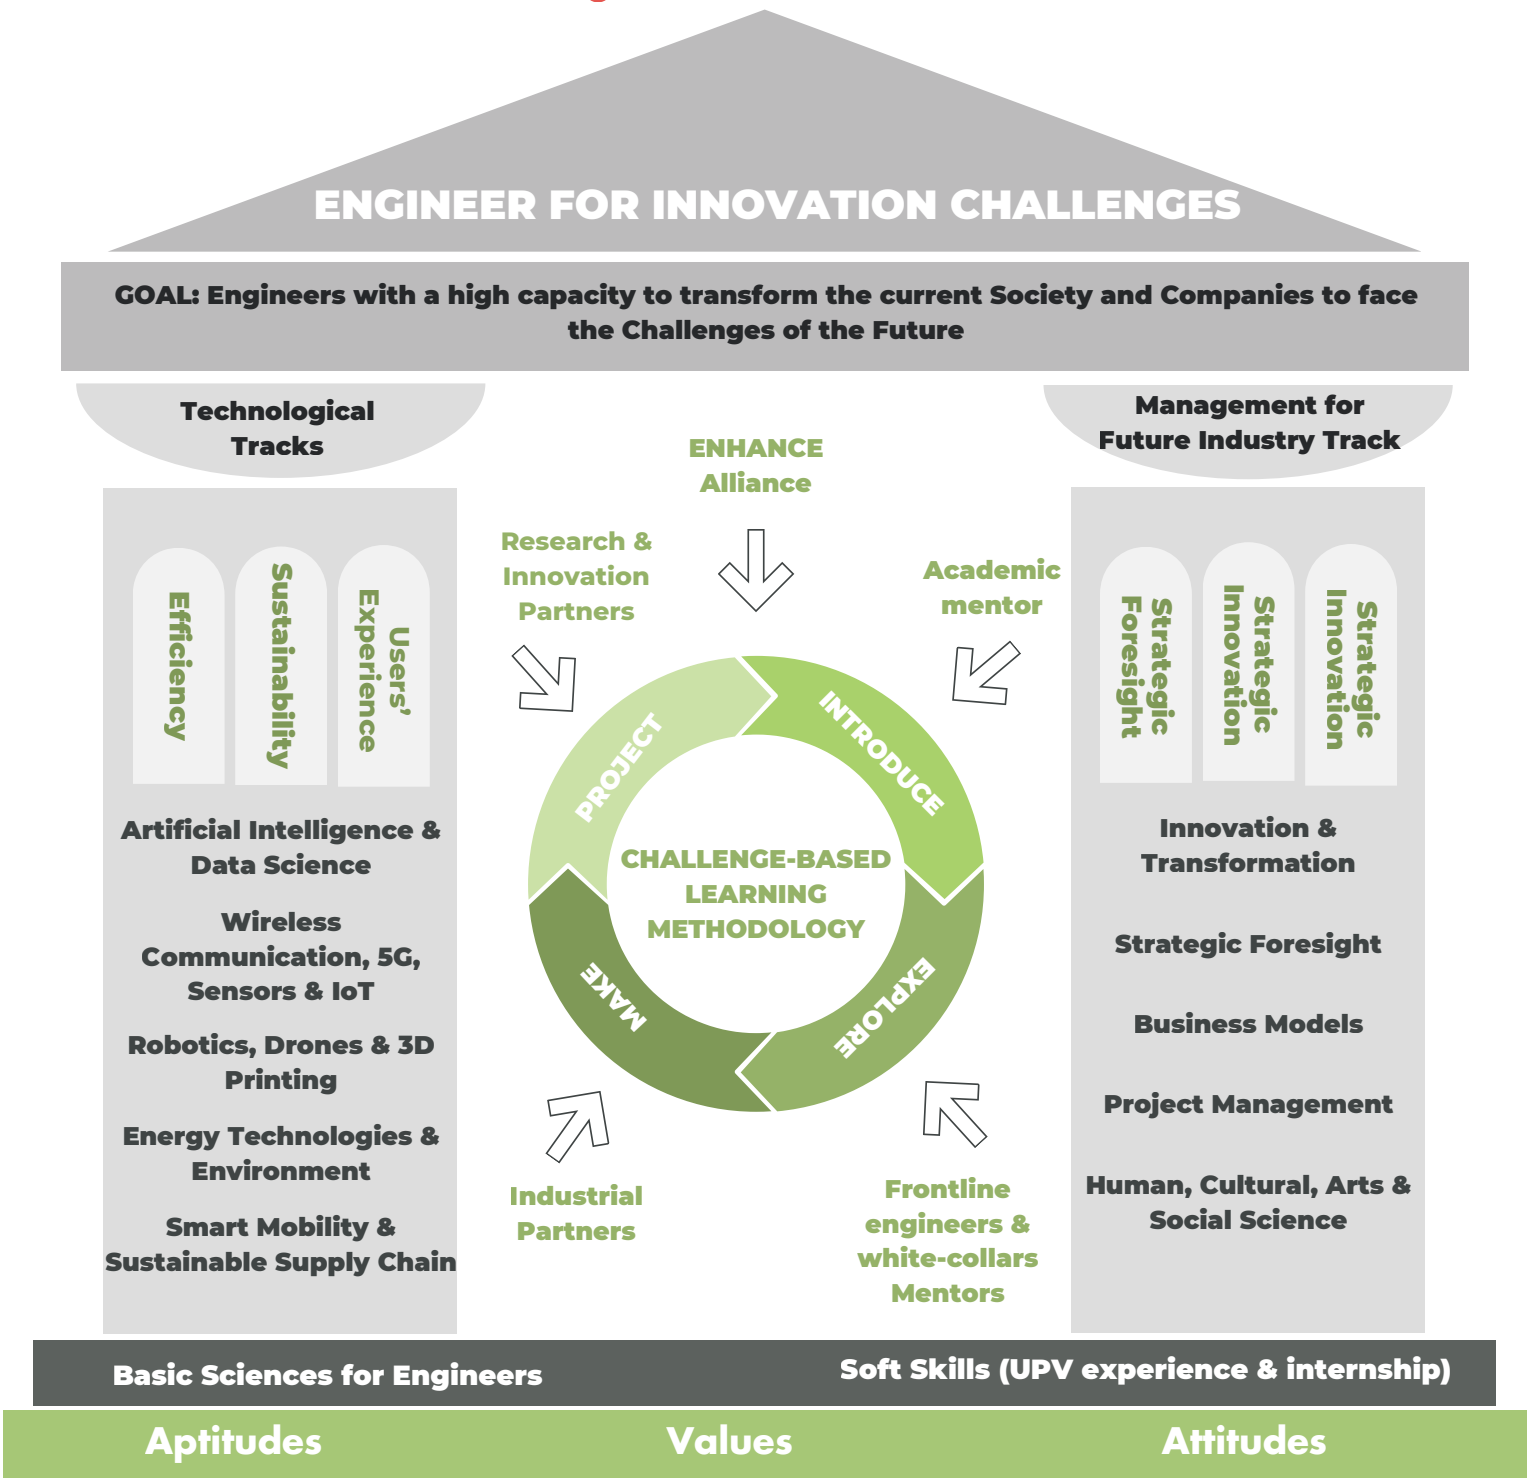 ENGINEER FOR INNOVATION CHALLENGES
GOAL: Engineers with a high capacity to transform the current Society and Companies to face
the Challenges of the Future
Technological
Tracks
Efficiency
Sustainability
Users'
Experience
Artificial Intelligence &
Data Science
Wireless
Communication, 5G,
Sensors & IoT
Robotics, Drones & 3D
Printing
Energy Technologies &
Environment
Smart Mobility &
Sustainable Supply Chain
ENHANCE
Alliance
Research &
Innovation
Partners
Academic
mentor
PROJECT
INTRODUCE
CHALLENGE-BASED
LEARNING
METHODOLOGY
MAKE
EXPLORE
Industrial
Partners
Frontline
engineers &
white-collars
Mentors
Management for
Future Industry Track
Strategic
Foresight
Strategic
Innovation
Strategic
Innovation
Innovation &
Transformation
Strategic Foresight
Business Models
Project Management
Human, Cultural, Arts &
Social Science
Basic Sciences for Engineers
Soft Skills (UPV experience & internship)
Aptitudes
Values
Attitudes